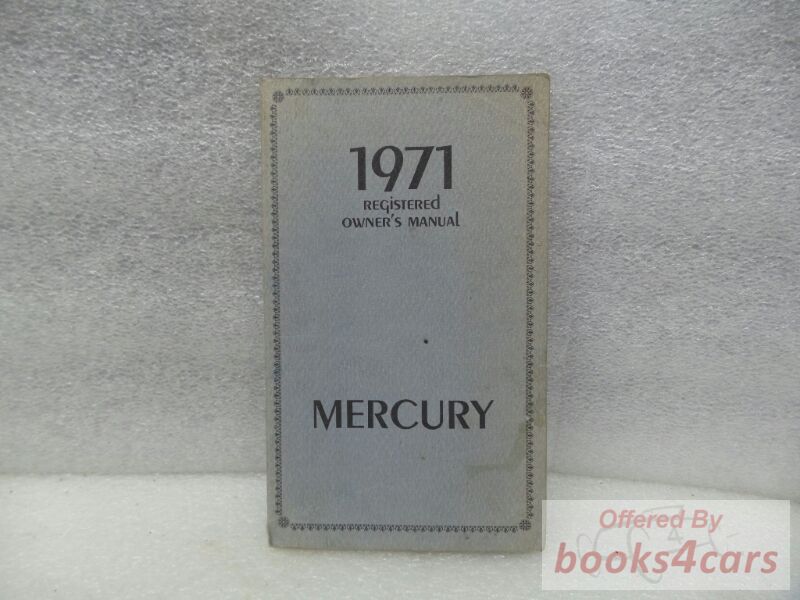 1971
REGISTERED
OWNER'S MANUAL
MERCURY
Offered By
books4cars